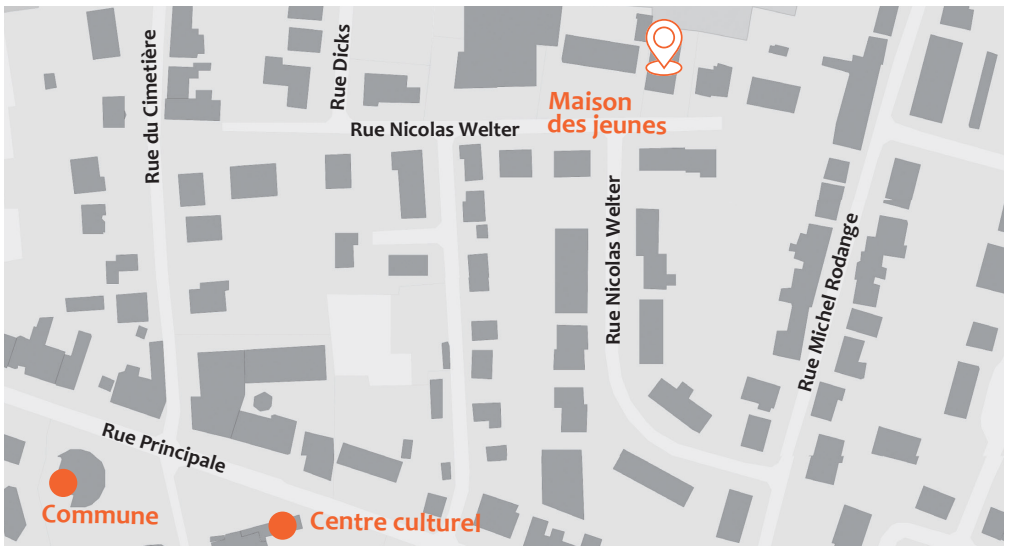 Rue du Cimetière
Rue Dicks
Maison
des jeunes
Rue Nicolas Welter
Rue Nicolas Welter
Rue Michel Rodange
Rue Principale
Commune
Centre culturel